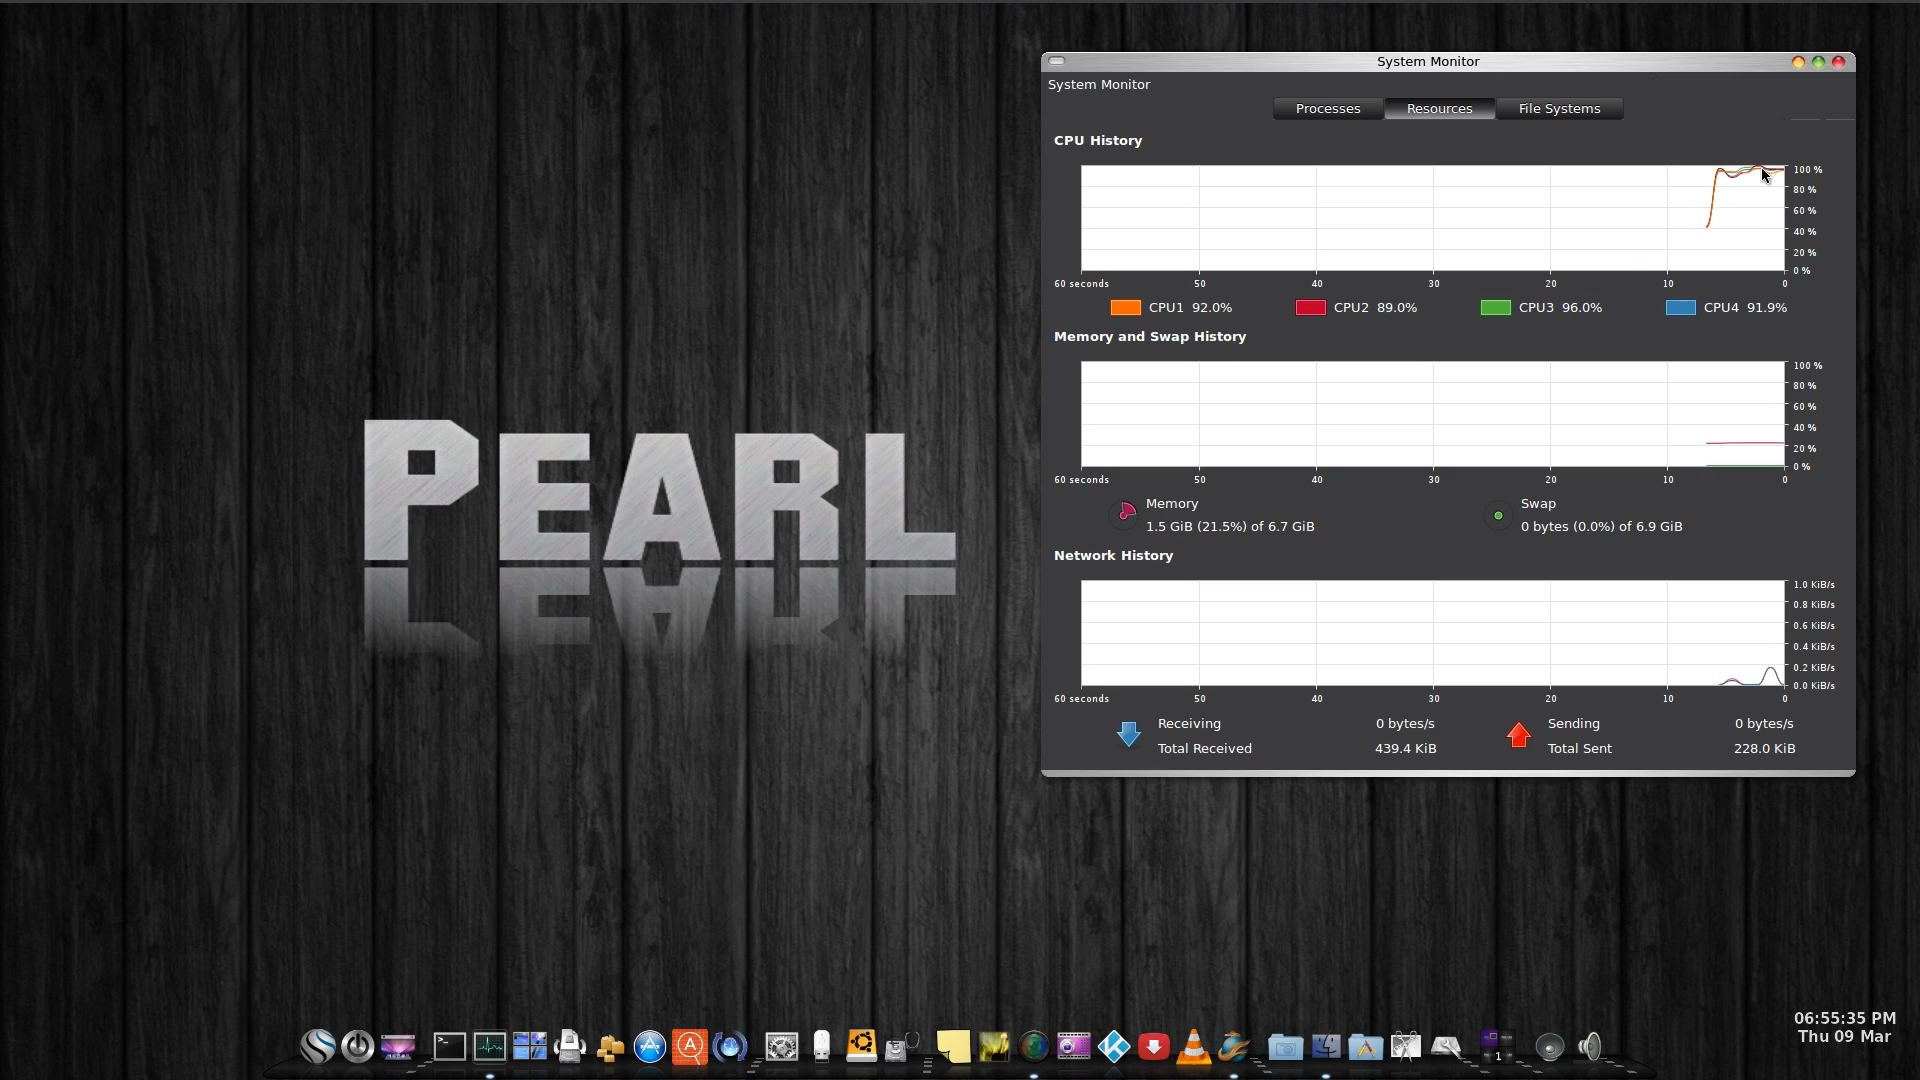 System Monitor
System Monitor
Processes
Resources
File Systems
CPU History
100 %
80 %
60 %
40 %
20 %
0 %
60 seconds 50 40 30 20 10 0
CPU1 92.0% CPU2 89.0% CPU3 96.0% CPU4 91.9%
Memory and Swap History
100 %
80 %
60 %
40 %
20 %
0 %
60 seconds 50 40 30 20 10 0
Memory
1.5 GiB (21.5%) of 6.7 GiB
Swap
0 bytes (0.0%) of 6.9 GiB
Network History
1.0 KiB/s
0.8 KiB/s
0.6 KiB/s
0.4 KiB/s
0.2 KiB/s
0.0 KiB/s
60 seconds 50 40 30 20 10 0
Receiving 0 bytes/s
Total Received 439.4 KiB
Sending 0 bytes/s
Total Sent 228.0 KiB
PEARL
1
06:55:35 PM
Thu 09 Mar